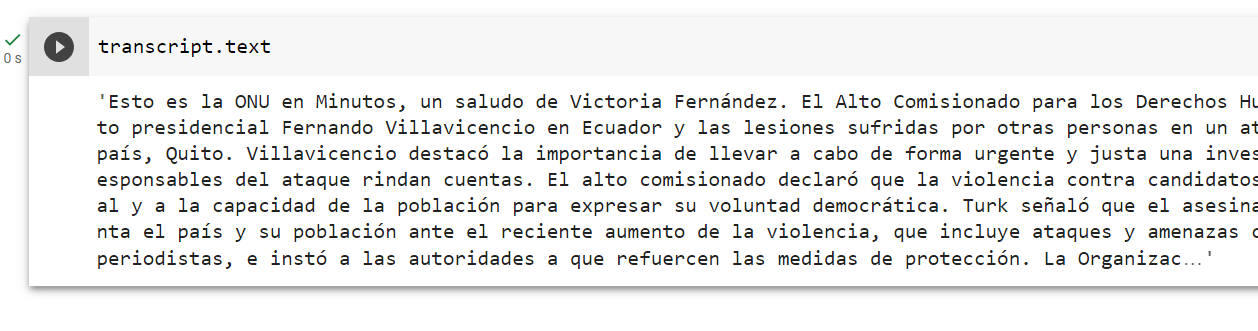 0 s
transcript.text
'Esto es la ONU en Minutos, un saludo de Victoria Fernández. El Alto Comisionado para los Derechos Hu
to presidencial Fernando Villavicencio en Ecuador y las lesiones sufridas por otras personas en un at
país, Quito. Villavicencio destacó la importancia de llevar a cabo de forma urgente y justa una inves
esponsables del ataque rindan cuentas. El alto comisionado declaró que la violencia contra candidatos
al y a la capacidad de la población para expresar su voluntad democrática. Turk señaló que el asesina
nta el país y su población ante el reciente aumento de la violencia, que incluye ataques y amenazas c
periodistas, e instó a las autoridades a que refuercen las medidas de protección. La Organizac…'